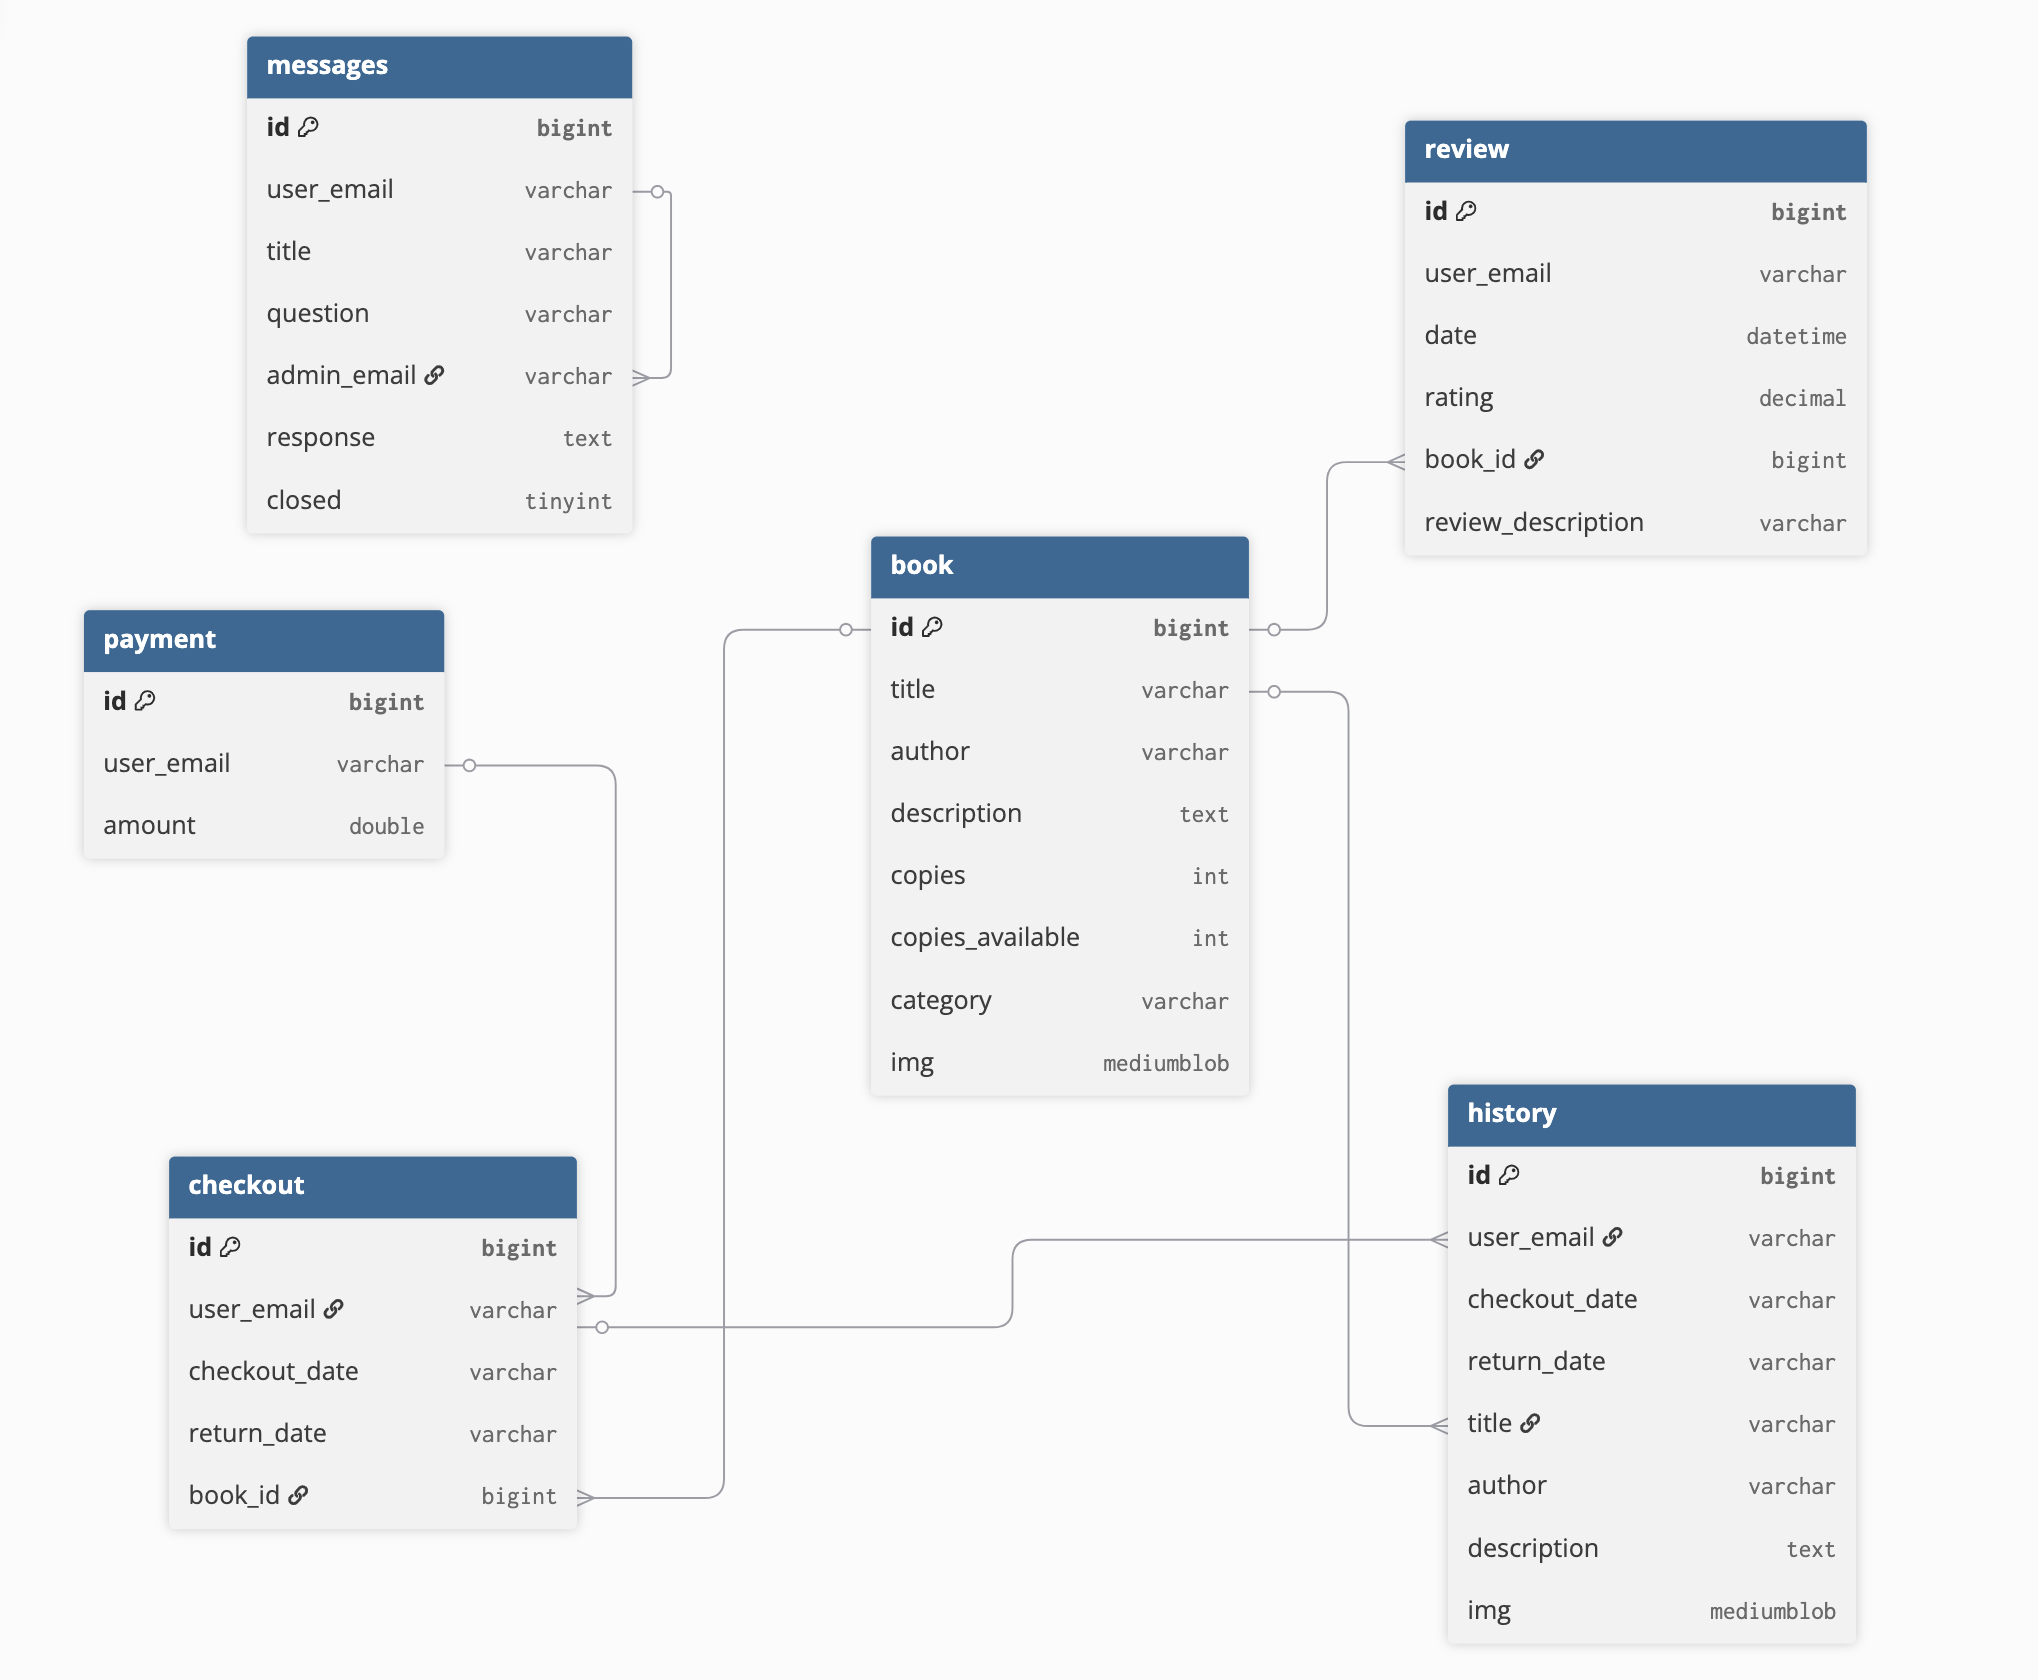 messages
id bigint
user_email varchar
title varchar
question varchar
admin_email varchar
response text
closed tinyint
review
id bigint
user_email varchar
date datetime
rating decimal
book_id bigint
review_description varchar
book
id bigint
title varchar
author varchar
description text
copies int
copies_available int
category varchar
img mediumblob
payment
id bigint
user_email varchar
amount double
checkout
id bigint
user_email varchar
checkout_date varchar
return_date varchar
book_id bigint
history
id bigint
user_email varchar
checkout_date varchar
return_date varchar
title varchar
author varchar
description text
img mediumblob